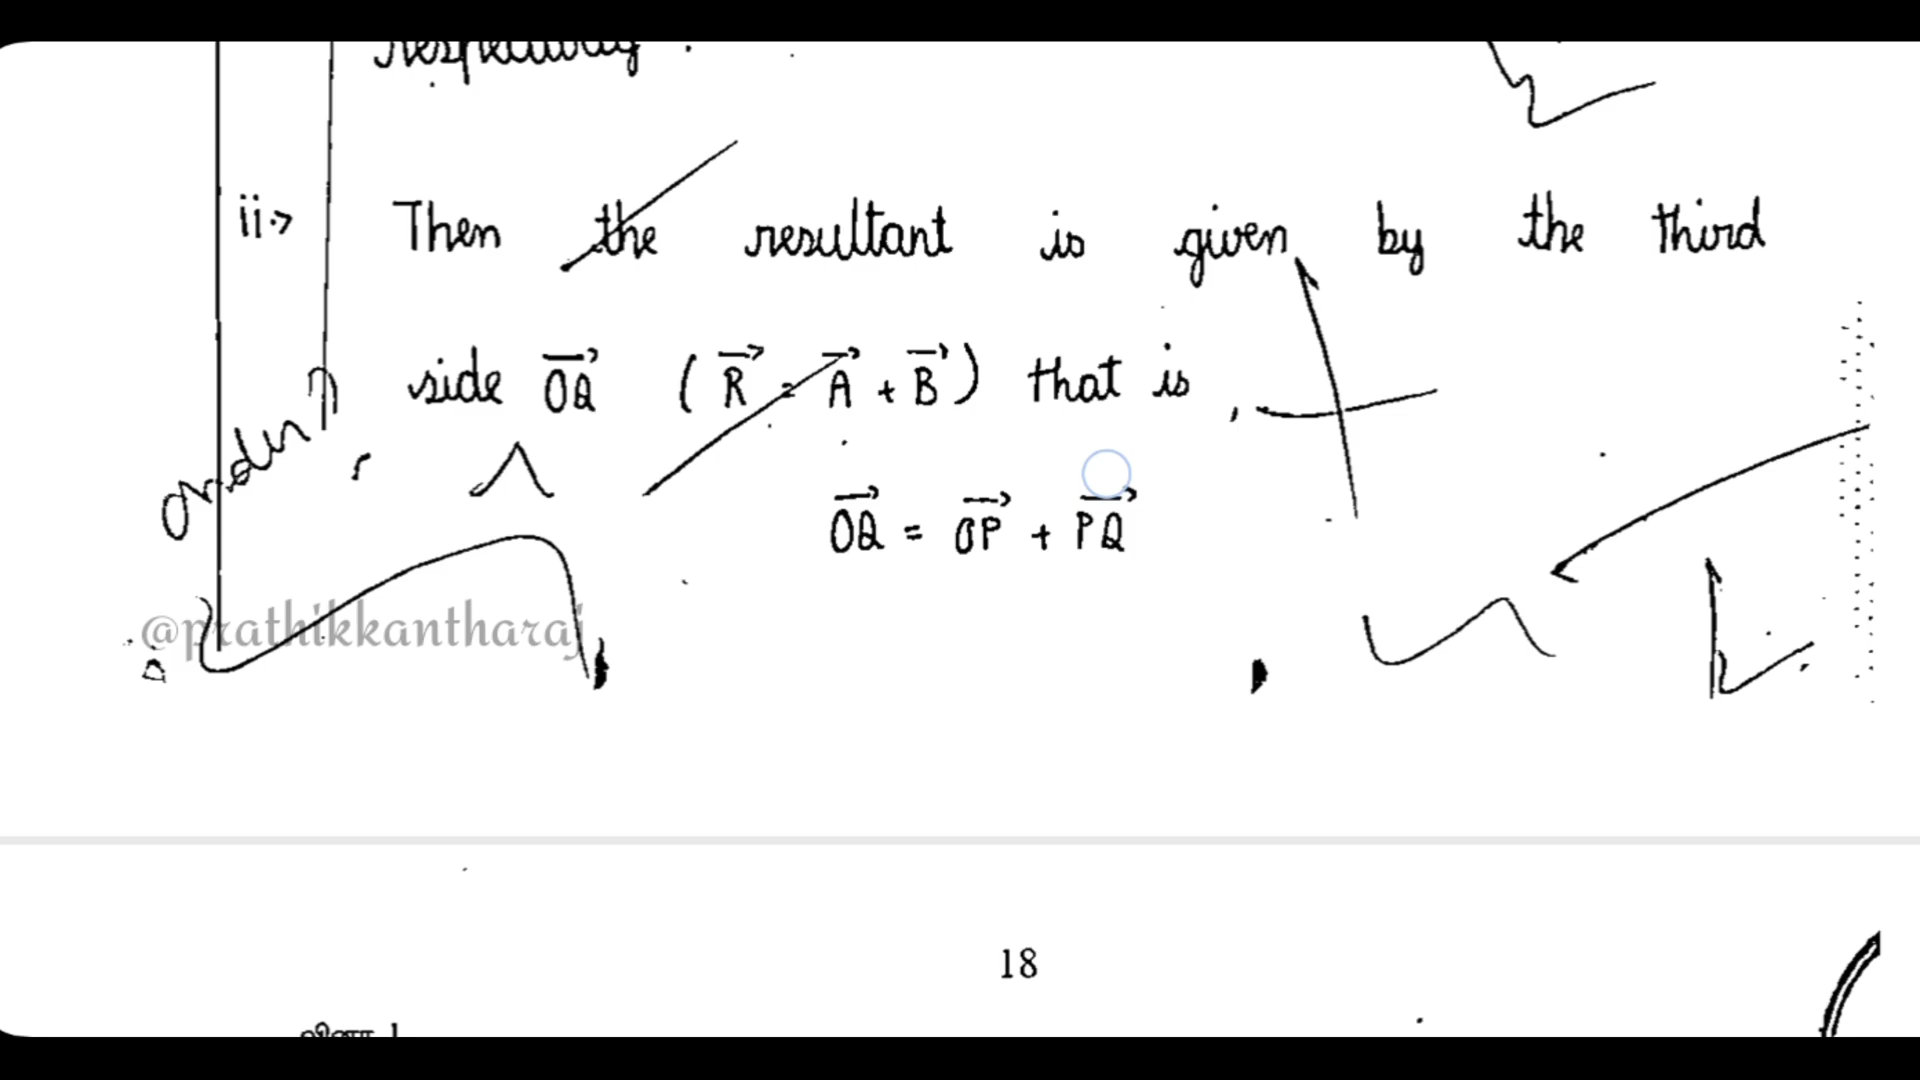 respectively.
ii.> Then the resultant is given by the third
side OQ⃗ (R⃗ = A⃗ + B⃗) that is,
order
OQ⃗ = OP⃗ + PQ⃗
@prathikkantharaj
18